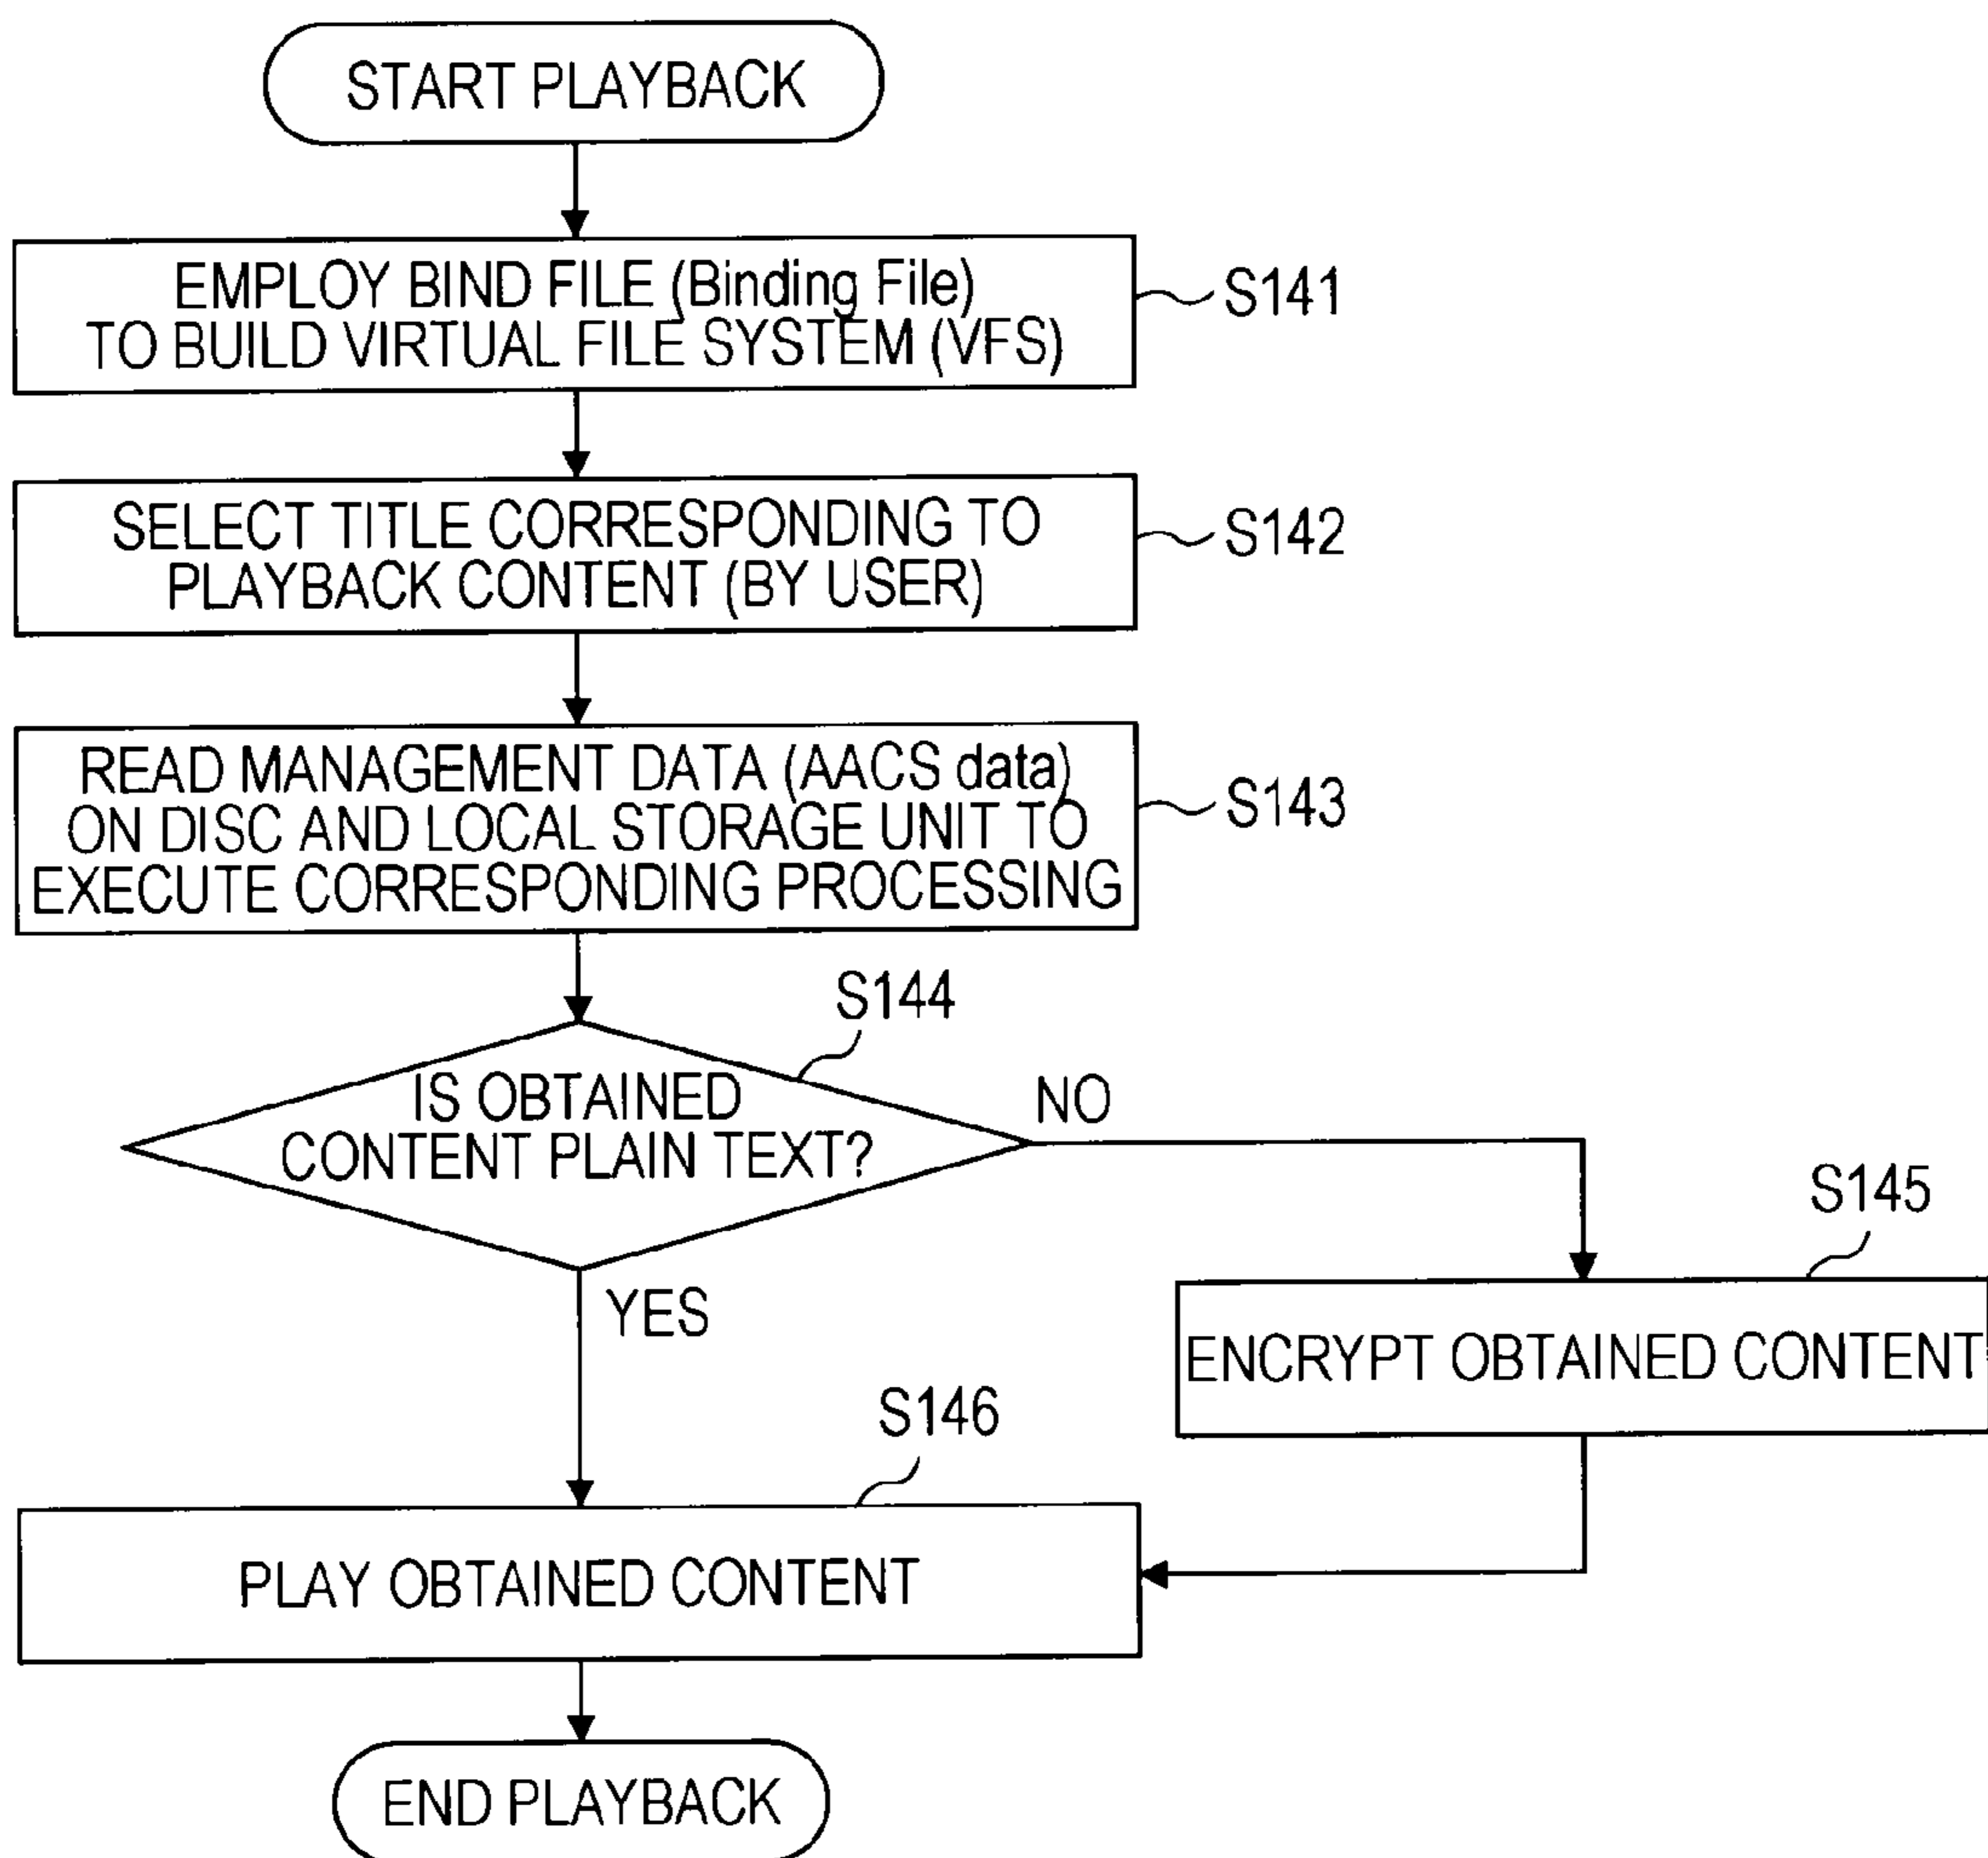 START PLAYBACK
EMPLOY BIND FILE (Binding File)
TO BUILD VIRTUAL FILE SYSTEM (VFS)
S141
SELECT TITLE CORRESPONDING TO
PLAYBACK CONTENT (BY USER)
S142
READ MANAGEMENT DATA (AACS data)
ON DISC AND LOCAL STORAGE UNIT TO
EXECUTE CORRESPONDING PROCESSING
S143
S144
IS OBTAINED
CONTENT PLAIN TEXT?
NO
YES
S145
ENCRYPT OBTAINED CONTENT
S146
PLAY OBTAINED CONTENT
END PLAYBACK